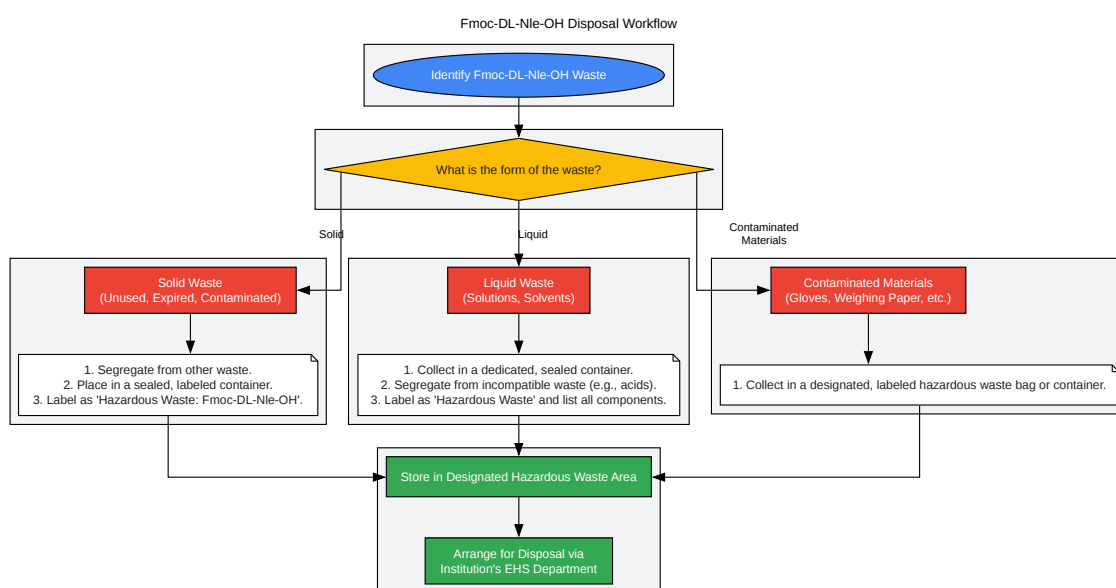 Fmoc-DL-Nle-OH Disposal Workflow
Identify Fmoc-DL-Nle-OH Waste
What is the form of the waste?
Solid
Liquid
Contaminated
Materials
Solid Waste
(Unused, Expired, Contaminated)
Liquid Waste
(Solutions, Solvents)
Contaminated Materials
(Gloves, Weighing Paper, etc.)
1. Segregate from other waste.
2. Place in a sealed, labeled container.
3. Label as 'Hazardous Waste: Fmoc-DL-Nle-OH'.
1. Collect in a dedicated, sealed container.
2. Segregate from incompatible waste (e.g., acids).
3. Label as 'Hazardous Waste' and list all components.
1. Collect in a designated, labeled hazardous waste bag or container.
Store in Designated Hazardous Waste Area
Arrange for Disposal via
Institution's EHS Department